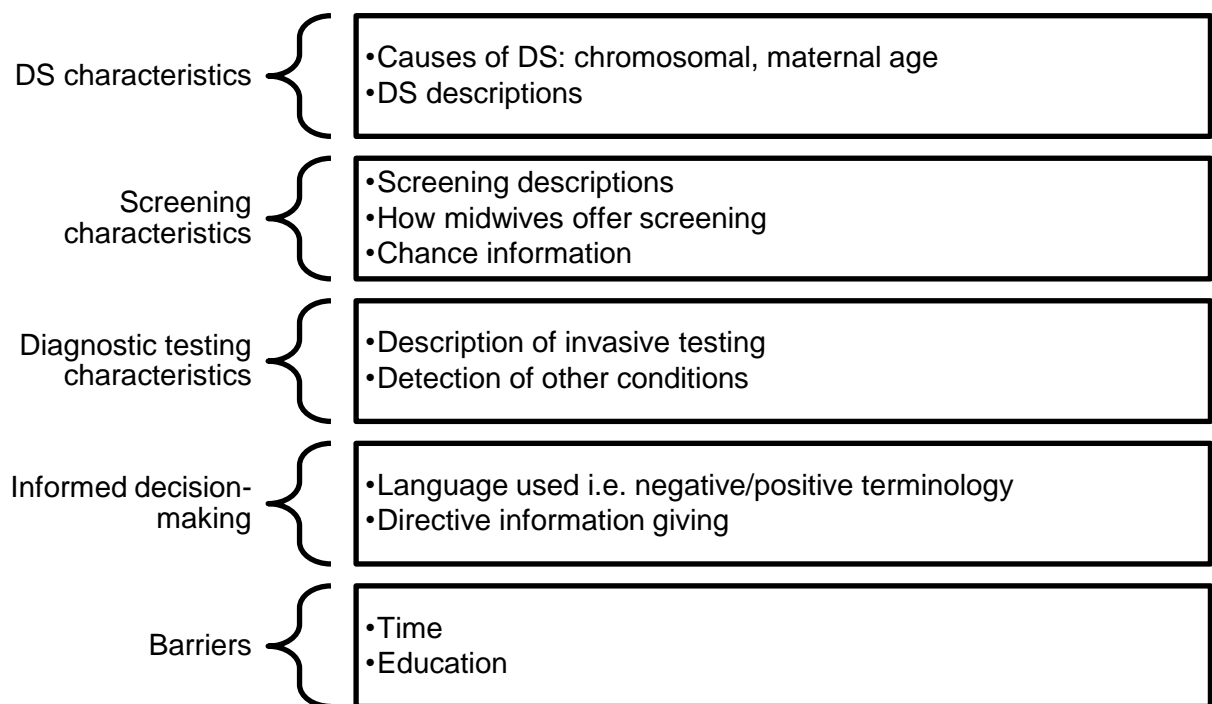 DS characteristics
•Causes of DS: chromosomal, maternal age
•DS descriptions
Screening
characteristics
•Screening descriptions
•How midwives offer screening
•Chance information
Diagnostic testing
characteristics
•Description of invasive testing
•Detection of other conditions
Informed decision-
making
•Language used i.e. negative/positive terminology
•Directive information giving
Barriers
•Time
•Education